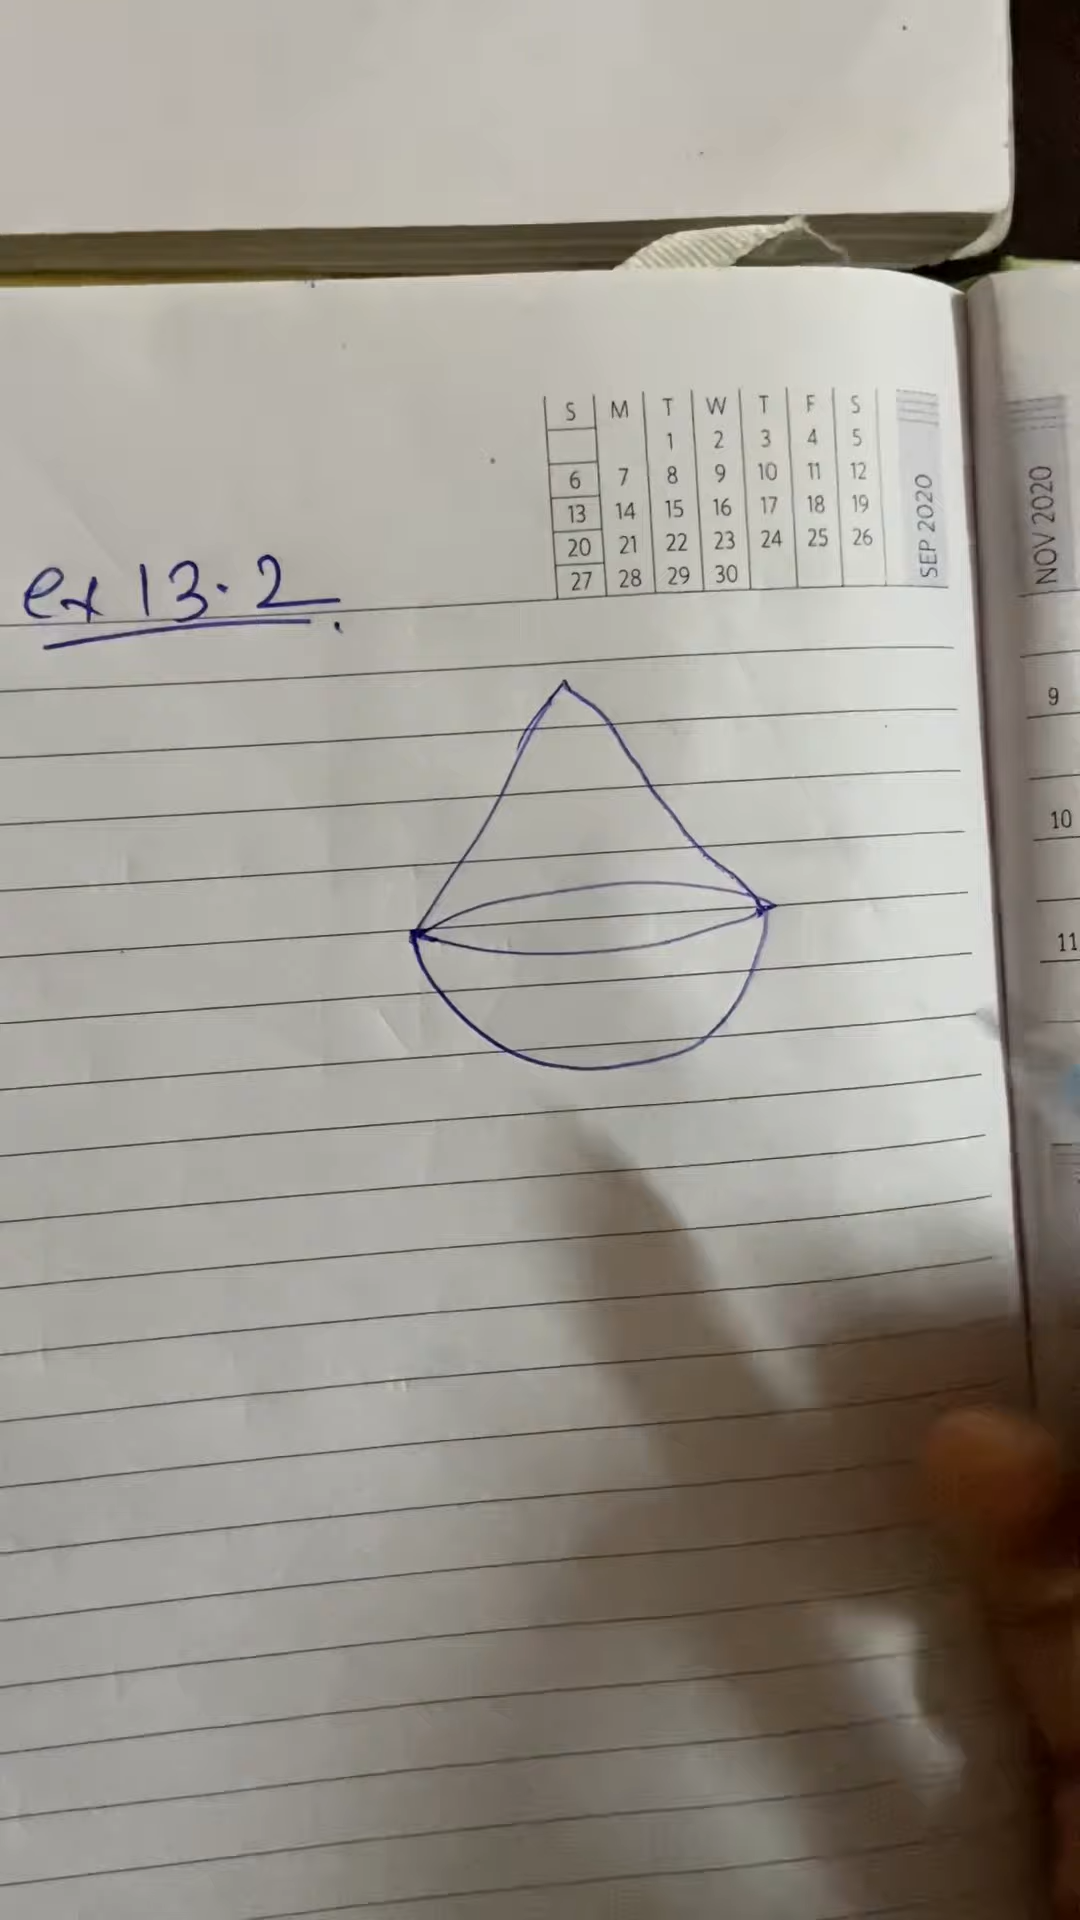 S M T W T F S
1 2 3 4 5
6 7 8 9 10 11 12
13 14 15 16 17 18 19
20 21 22 23 24 25 26
27 28 29 30
SEP 2020
NOV 2020
ex 13.2
9
10
11